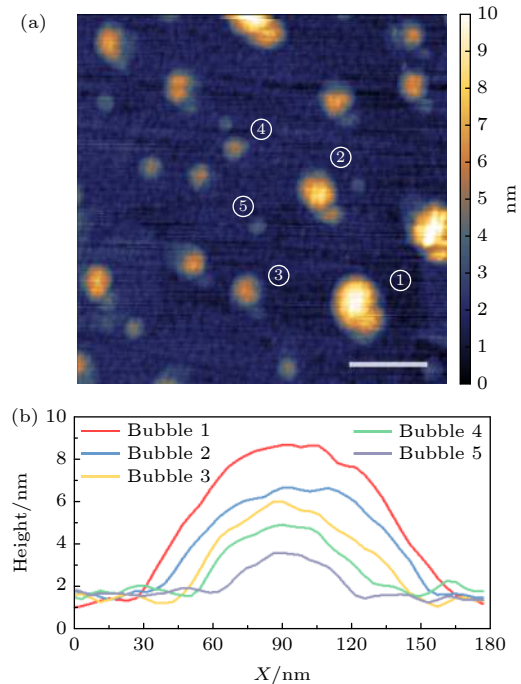 (a)
10
9
8
7
6
5
4
3
2
1
0
nm
④
②
⑤
③
①
(b)
10
8
6
4
2
0
Height/nm
Bubble 1
Bubble 2
Bubble 3
Bubble 4
Bubble 5
0 30 60 90 120 150 180
X/nm